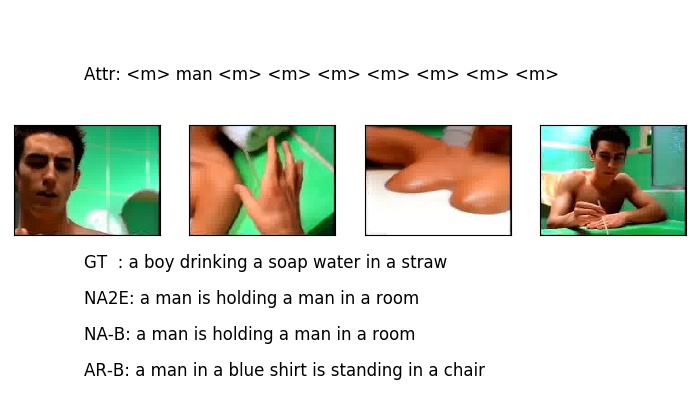 Attr: <m> man <m> <m> <m> <m> <m> <m> <m>
GT : a boy drinking a soap water in a straw
NA2E: a man is holding a man in a room
NA-B: a man is holding a man in a room
AR-B: a man in a blue shirt is standing in a chair